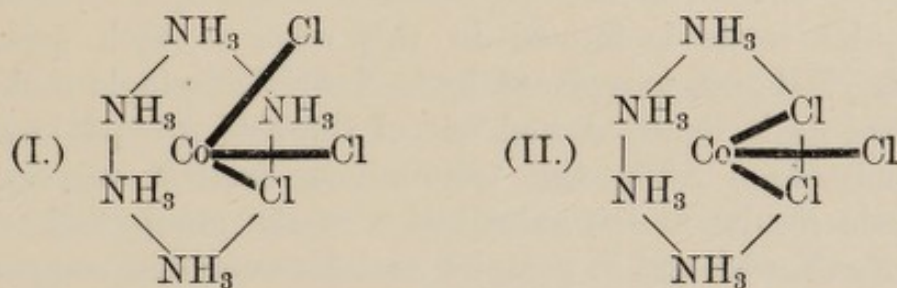 NH₃ Cl NH₃
NH₃ NH₃ NH₃ Cl
(I.) Co Cl (II.) Co Cl
NH₃ Cl NH₃ Cl
NH₃ NH₃